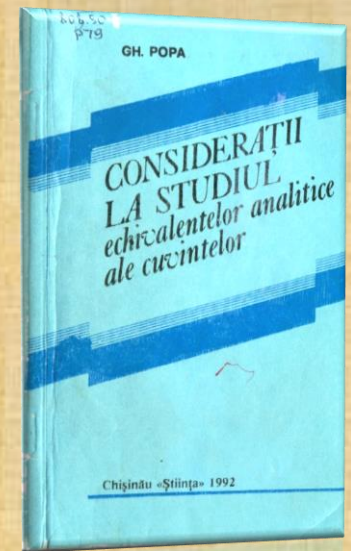 GH. POPA
CONSIDERAȚII
LA STUDIUL
echivalentelor analitice
ale cuvintelor
Chișinău «Știința» 1992